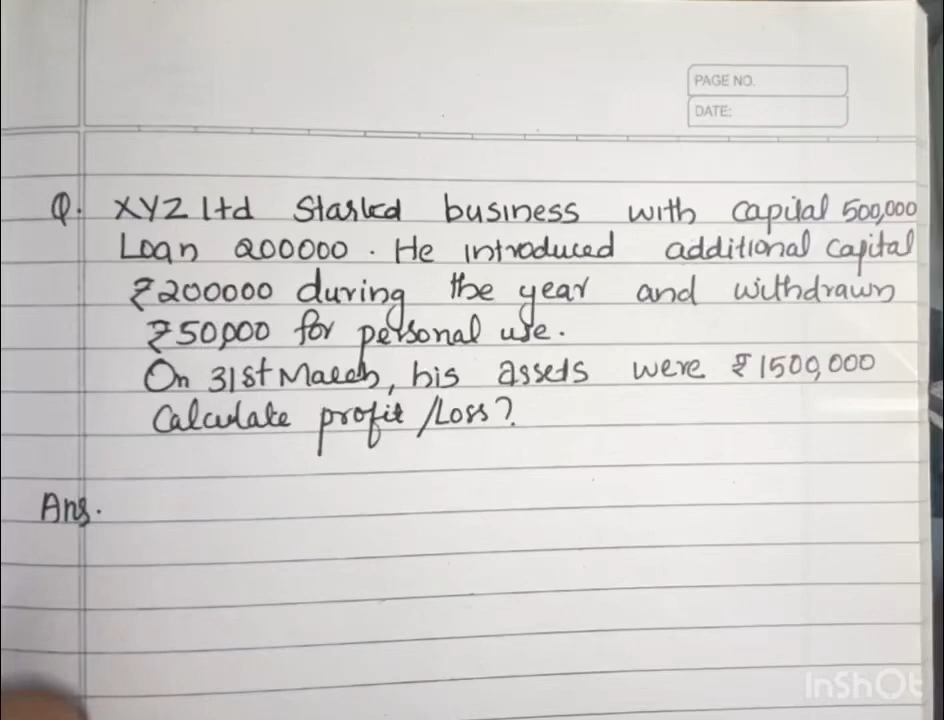 PAGE NO.
DATE:
Q. XYZ ltd Started business with capital 500,000
Loan 200000. He introduced additional capital
₹200000 during the year and withdrawn
₹50,000 for personal use.
On 31st March, his assets were ₹1500,000
Calculate profit /Loss?
Ans.
InShOt